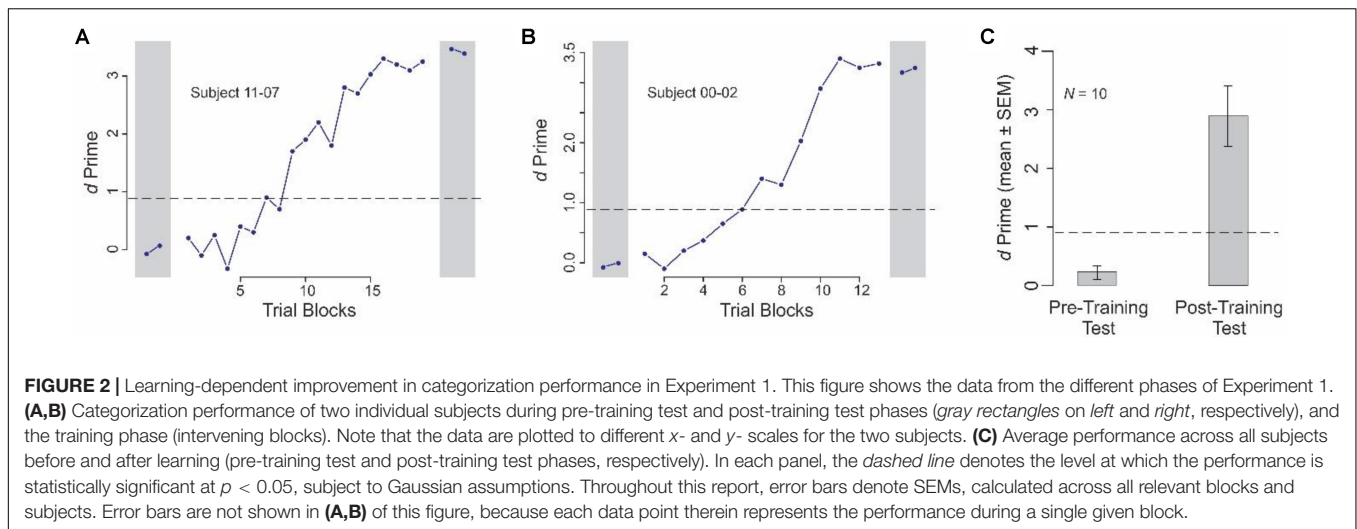 A
B
C
d Prime
0
1
2
3
Subject 11-07
5
10
15
Trial Blocks
d Prime
0.0
1.0
2.0
3.5
Subject 00-02
2
4
6
8
10
12
Trial Blocks
d Prime (mean ± SEM)
0
1
2
3
4
N = 10
Pre-Training
Test
Post-Training
Test
FIGURE 2 | Learning-dependent improvement in categorization performance in Experiment 1. This figure shows the data from the different phases of Experiment 1.
(A,B) Categorization performance of two individual subjects during pre-training test and post-training test phases (gray rectangles on left and right, respectively), and
the training phase (intervening blocks). Note that the data are plotted to different x- and y- scales for the two subjects. (C) Average performance across all subjects
before and after learning (pre-training test and post-training test phases, respectively). In each panel, the dashed line denotes the level at which the performance is
statistically significant at p < 0.05, subject to Gaussian assumptions. Throughout this report, error bars denote SEMs, calculated across all relevant blocks and
subjects. Error bars are not shown in (A,B) of this figure, because each data point therein represents the performance during a single given block.